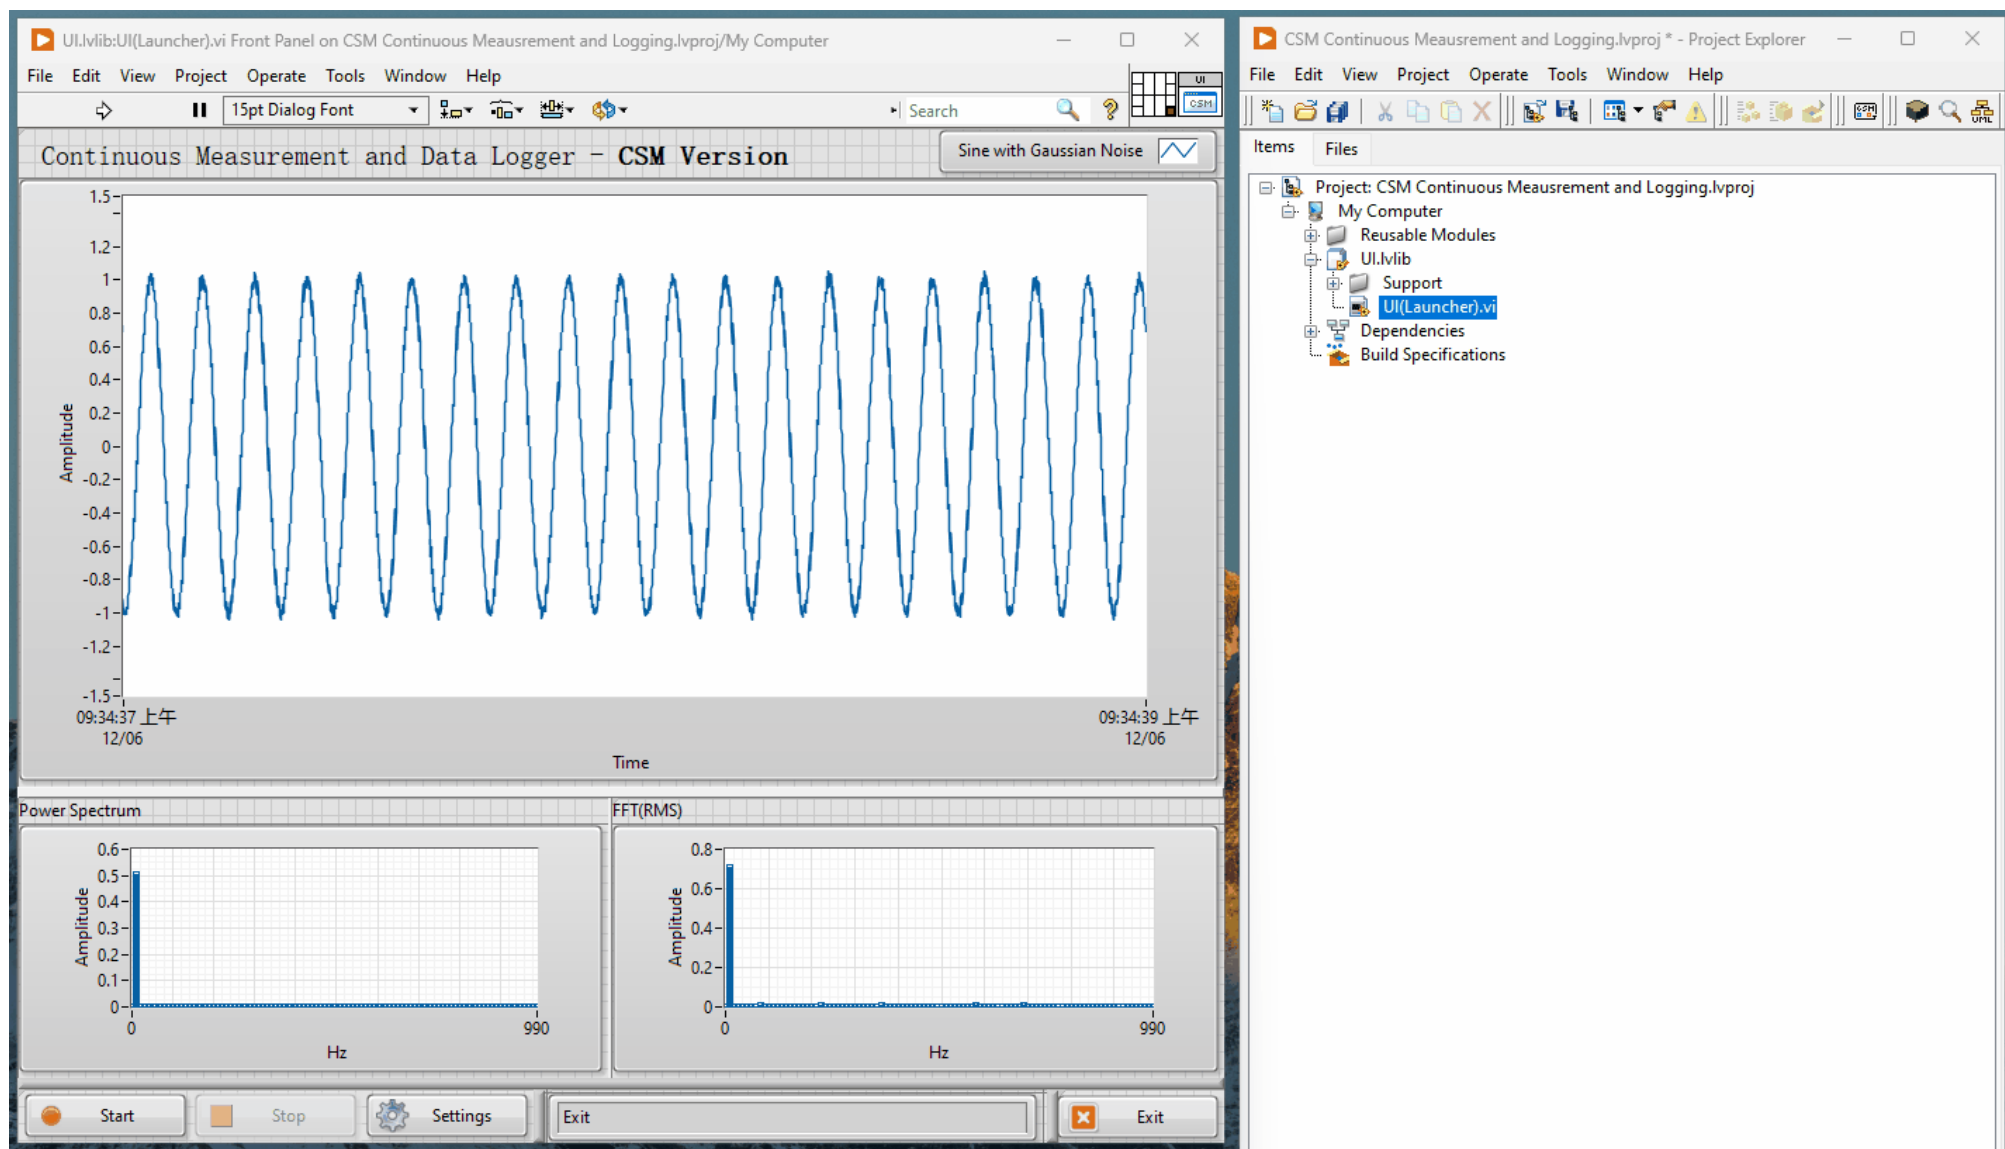 UI.lvlib:UI(Launcher).vi Front Panel on CSM Continuous Meausrement and Logging.lvproj/My Computer
File Edit View Project Operate Tools Window Help
15pt Dialog Font
Search
UI
CSM
Continuous Measurement and Data Logger - CSM Version
Sine with Gaussian Noise
1.5
1.2
1
0.8
0.6
0.4
0.2
0
-0.2
-0.4
-0.6
-0.8
-1
-1.2
-1.5
Amplitude
09:34:37 上午
12/06
09:34:39 上午
12/06
Time
Power Spectrum
0.6
0.5
0.4
0.3
0.2
0.1
0
Amplitude
0
990
Hz
FFT(RMS)
0.8
0.6
0.4
0.2
0
Amplitude
0
990
Hz
Start
Stop
Settings
Exit
Exit
CSM Continuous Meausrement and Logging.lvproj * - Project Explorer
File Edit View Project Operate Tools Window Help
CSM
UML
Items
Files
Project: CSM Continuous Meausrement and Logging.lvproj
My Computer
Reusable Modules
UI.lvlib
Support
UI(Launcher).vi
Dependencies
Build Specifications